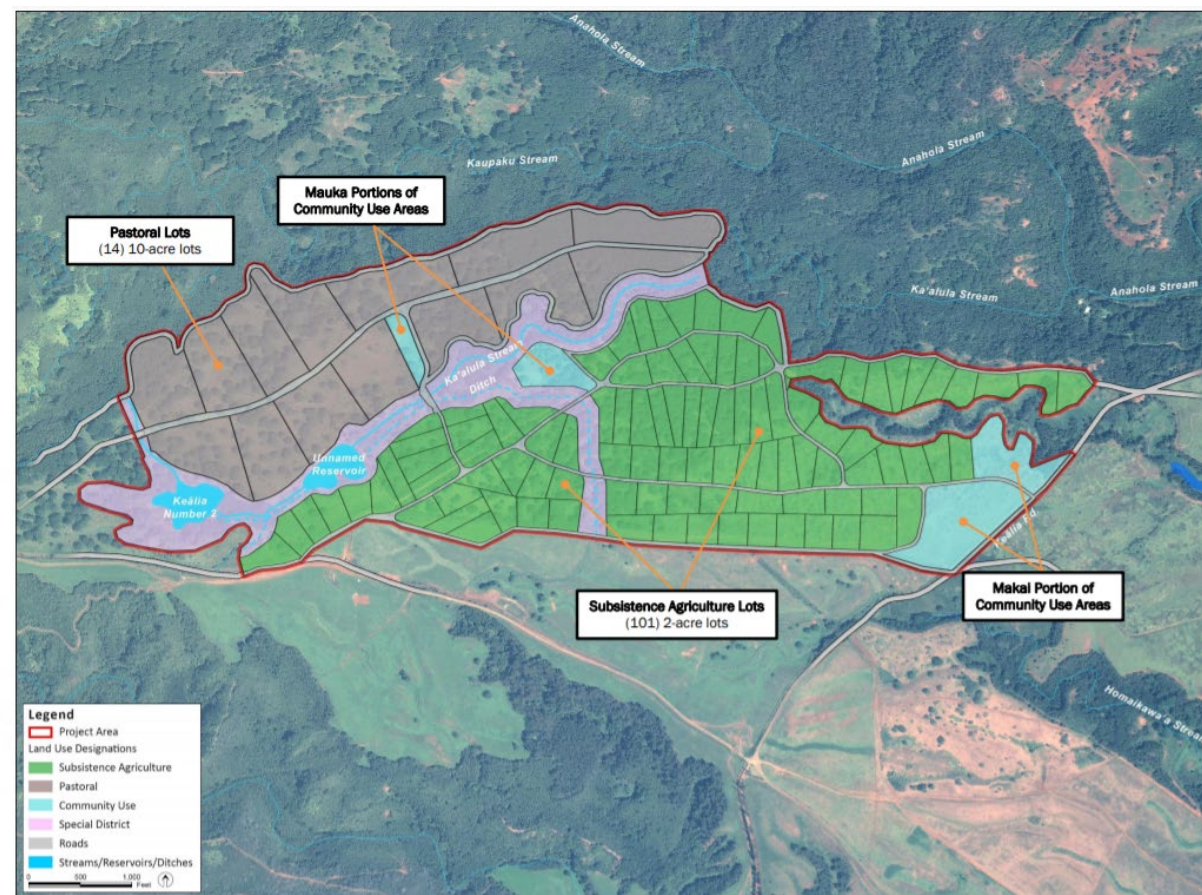 Anahola Stream
Kaupaku Stream
Anahola Stream
Mauka Portions of
Community Use Areas
Pastoral Lots
(14) 10-acre lots
Ka'alula Stream
Anahola Stream
Ka'alula Stream
Ditch
Unnamed
Reservoir
Keālia
Number 2
Keālia Rd
Subsistence Agriculture Lots
(101) 2-acre lots
Makai Portion of
Community Use Areas
Homaikawa'a Stream
Legend
Project Area
Land Use Designations
Subsistence Agriculture
Pastoral
Community Use
Special District
Roads
Streams/Reservoirs/Ditches
0 500 1,000
Feet